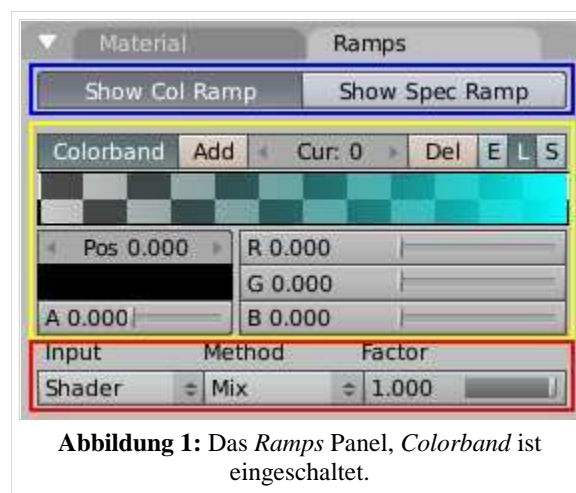 Material Ramps
Show Col Ramp Show Spec Ramp
Colorband Add Cur: 0 Del E L S
Pos 0.000 R 0.000
G 0.000
A 0.000 B 0.000
Input Method Factor
Shader Mix 1.000
Abbildung 1: Das Ramps Panel, Colorband ist
eingeschaltet.